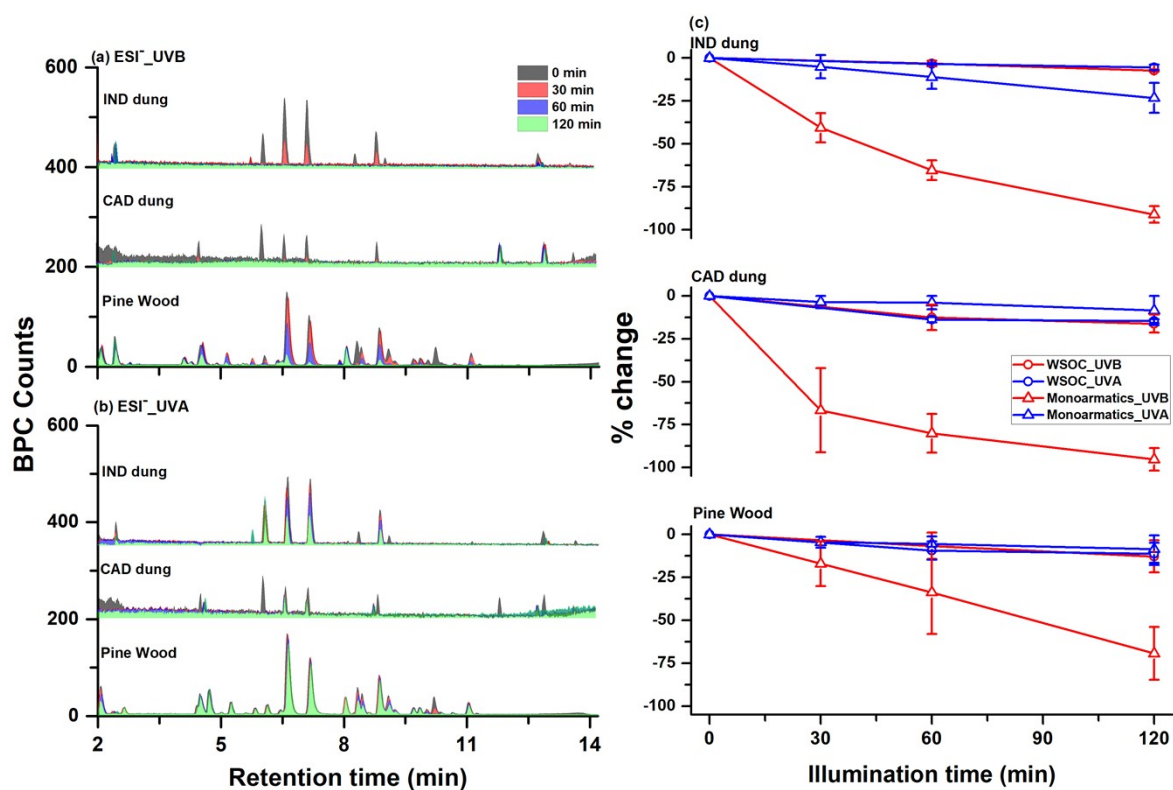 (a) ESI⁻_UVB
600
IND dung
0 min
30 min
60 min
120 min
400
CAD dung
200
Pine Wood
0
(b) ESI⁻_UVA
600
IND dung
400
CAD dung
200
Pine Wood
0
2 5 8 11 14
BPC Counts
Retention time (min)
(c)
IND dung
0
-25
-50
-75
-100
CAD dung
0
-25
-50
-75
-100
WSOC_UVB
WSOC_UVA
Monoarmatics_UVB
Monoarmatics_UVA
Pine Wood
0
-25
-50
-75
-100
0 30 60 90 120
% change
Illumination time (min)